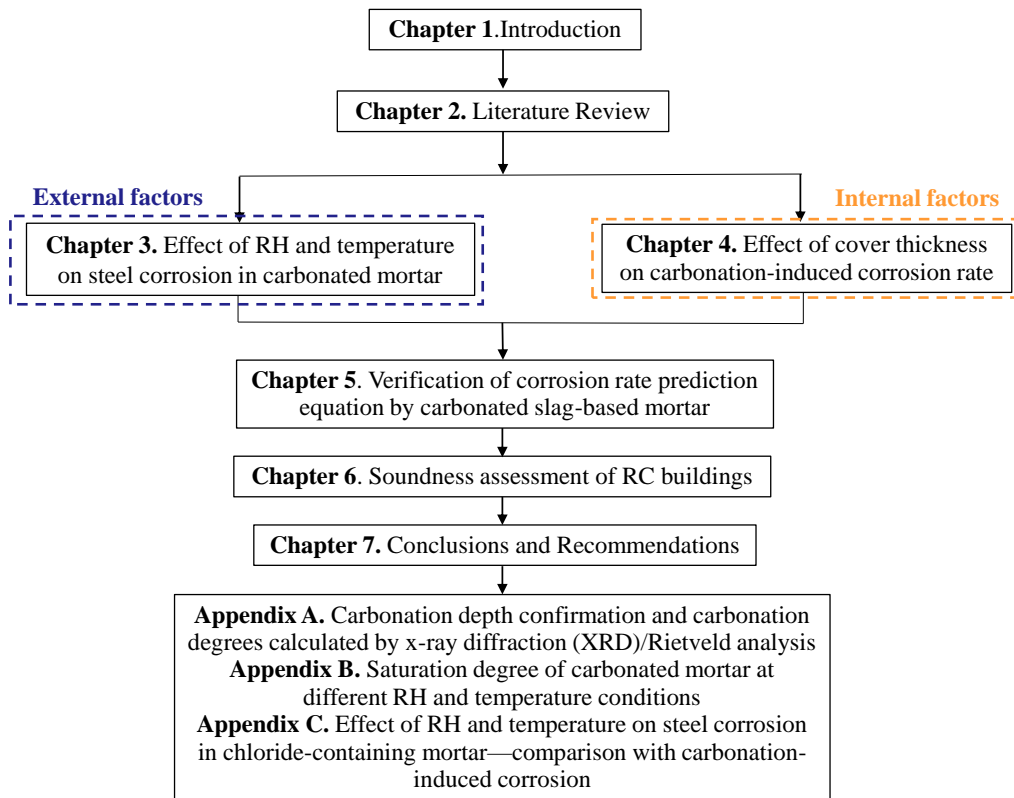 Chapter 1.Introduction
Chapter 2. Literature Review
External factors
Internal factors
Chapter 3. Effect of RH and temperature
on steel corrosion in carbonated mortar
Chapter 4. Effect of cover thickness
on carbonation-induced corrosion rate
Chapter 5. Verification of corrosion rate prediction
equation by carbonated slag-based mortar
Chapter 6. Soundness assessment of RC buildings
Chapter 7. Conclusions and Recommendations
Appendix A. Carbonation depth confirmation and carbonation
degrees calculated by x-ray diffraction (XRD)/Rietveld analysis
Appendix B. Saturation degree of carbonated mortar at
different RH and temperature conditions
Appendix C. Effect of RH and temperature on steel corrosion
in chloride-containing mortar—comparison with carbonation-
induced corrosion